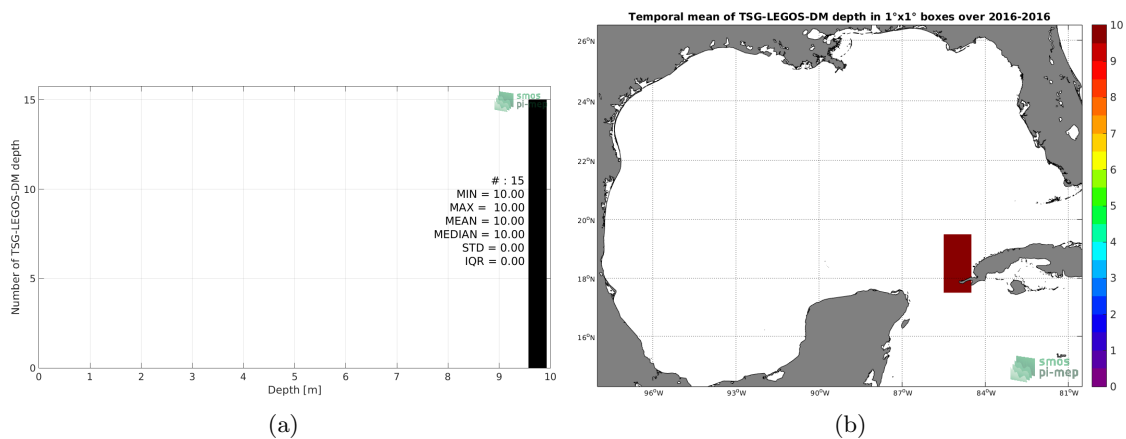 smos
pi-mep
15
10
5
0
Number of TSG-LEGOS-DM depth
# : 15
MIN = 10.00
MAX = 10.00
MEAN = 10.00
MEDIAN = 10.00
STD = 0.00
IQR = 0.00
0 1 2 3 4 5 6 7 8 9 10
Depth [m]
(a)
Temporal mean of TSG-LEGOS-DM depth in 1°x1° boxes over 2016-2016
26°N
24°N
22°N
20°N
18°N
16°N
96°W 93°W 90°W 87°W 84°W 81°W
smos
pi-mep
10
9
8
7
6
5
4
3
2
1
0
(b)